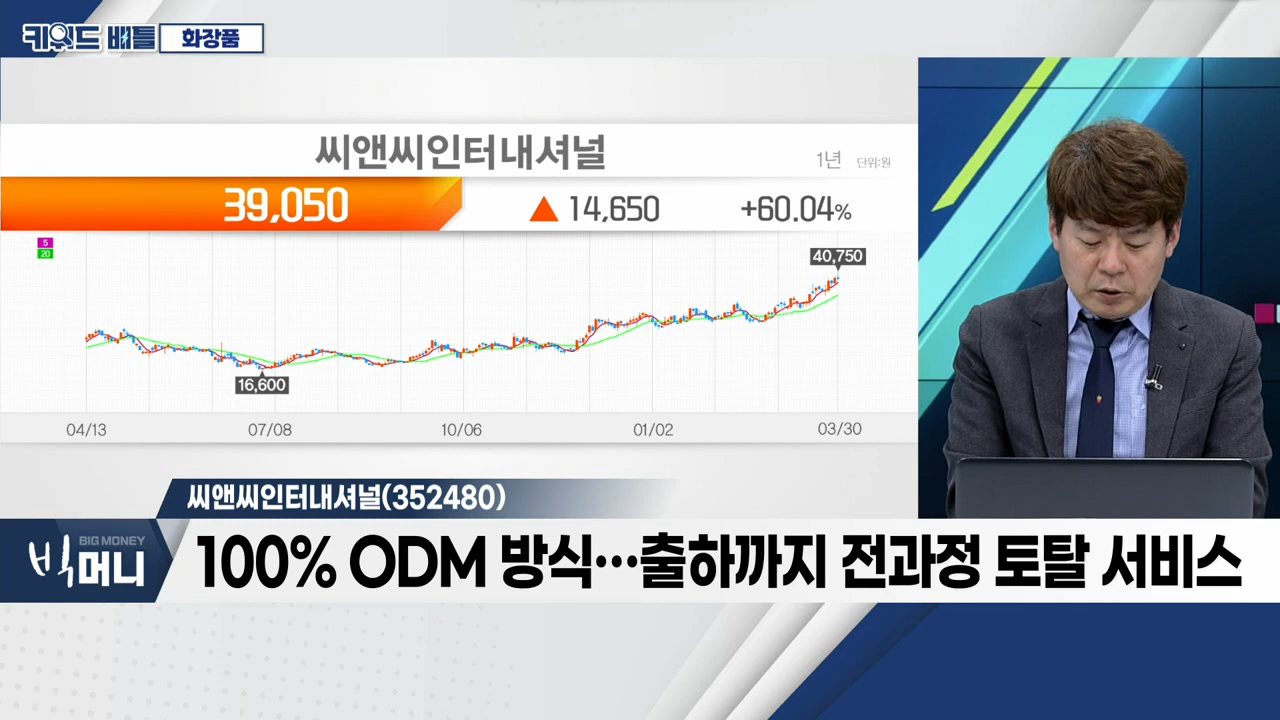 키워드 배틀 화장품
씨앤씨인터내셔널
1년 단위:원
39,050 ▲ 14,650 +60.04%
5
20
40,750
16,600
04/13 07/08 10/06 01/02 03/30
씨앤씨인터내셔널(352480)
BIG MONEY
빅머니
100% ODM 방식…출하까지 전과정 토탈 서비스